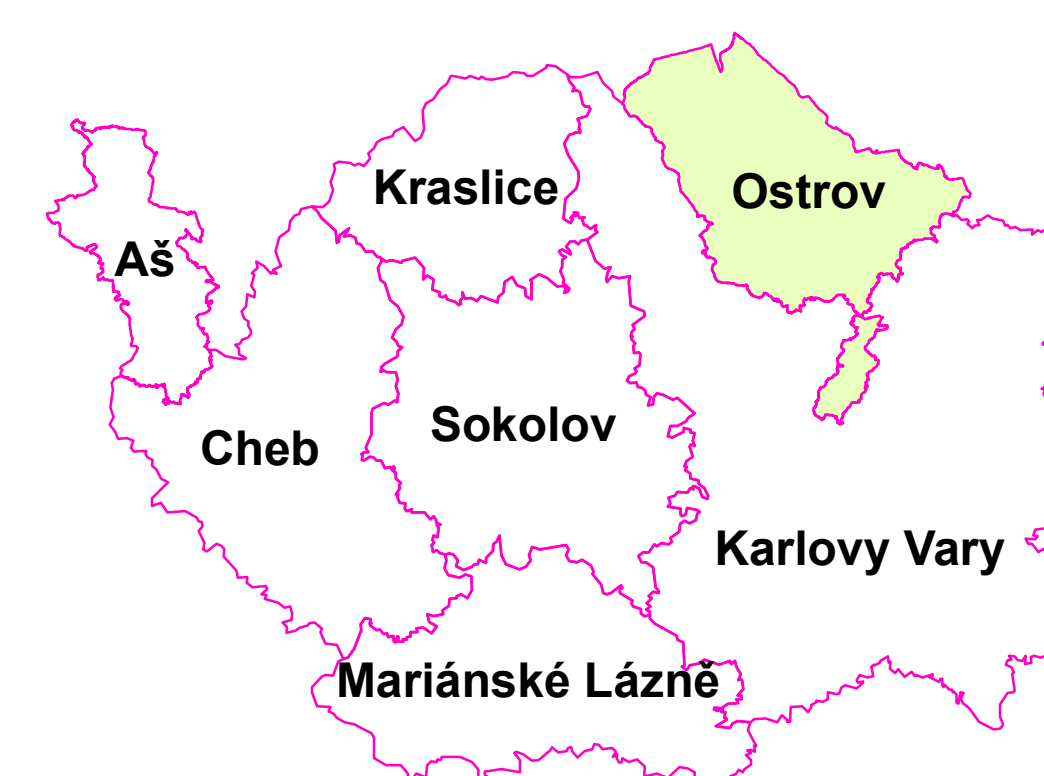 Kraslice
Ostrov
Aš
Sokolov
Cheb
Karlovy Vary
Mariánské Lázně